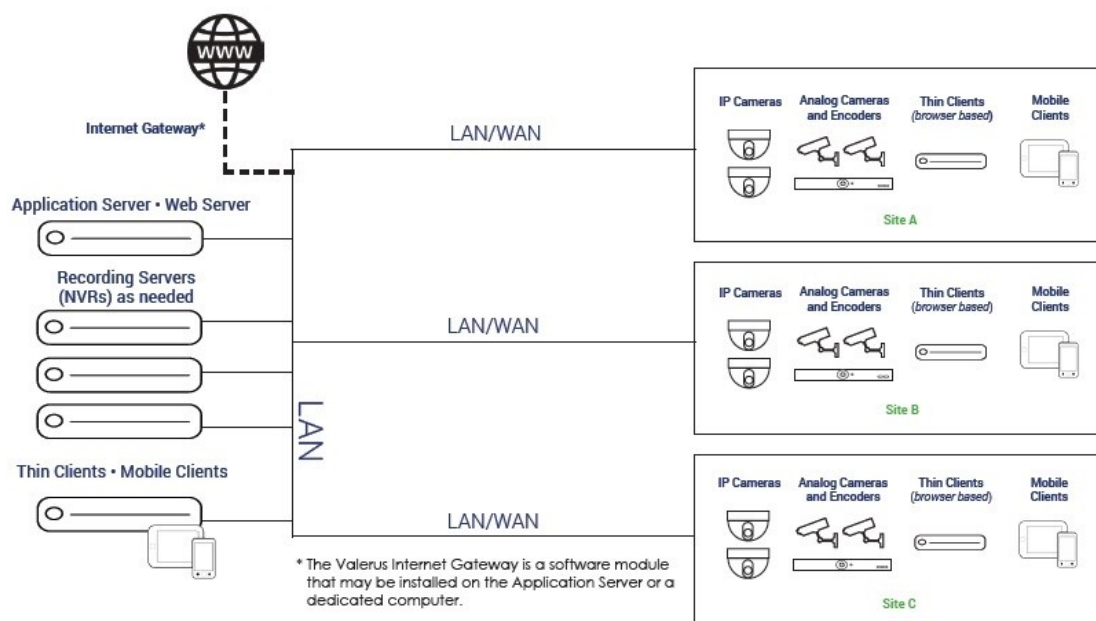 WWW
Internet Gateway*
Application Server • Web Server
Recording Servers
(NVRs) as needed
Thin Clients • Mobile Clients
LAN
LAN/WAN
LAN/WAN
LAN/WAN
* The Valerus Internet Gateway is a software module
that may be installed on the Application Server or a
dedicated computer.
IP Cameras
Analog Cameras
and Encoders
Thin Clients
(browser based)
Mobile
Clients
Site A
IP Cameras
Analog Cameras
and Encoders
Thin Clients
(browser based)
Mobile
Clients
Site B
IP Cameras
Analog Cameras
and Encoders
Thin Clients
(browser based)
Mobile
Clients
Site C